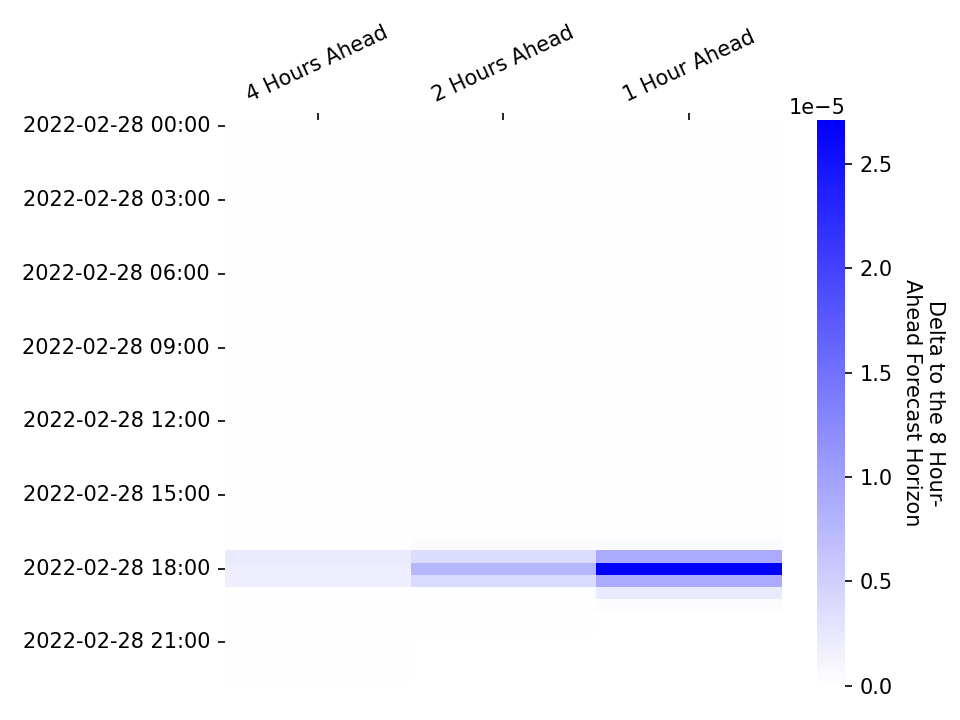 4 Hours Ahead
2 Hours Ahead
1 Hour Ahead
1e−5
2022-02-28 00:00
2022-02-28 03:00
2022-02-28 06:00
2022-02-28 09:00
2022-02-28 12:00
2022-02-28 15:00
2022-02-28 18:00
2022-02-28 21:00
2.5
2.0
1.5
1.0
0.5
0.0
Delta to the 8 Hour-
Ahead Forecast Horizon